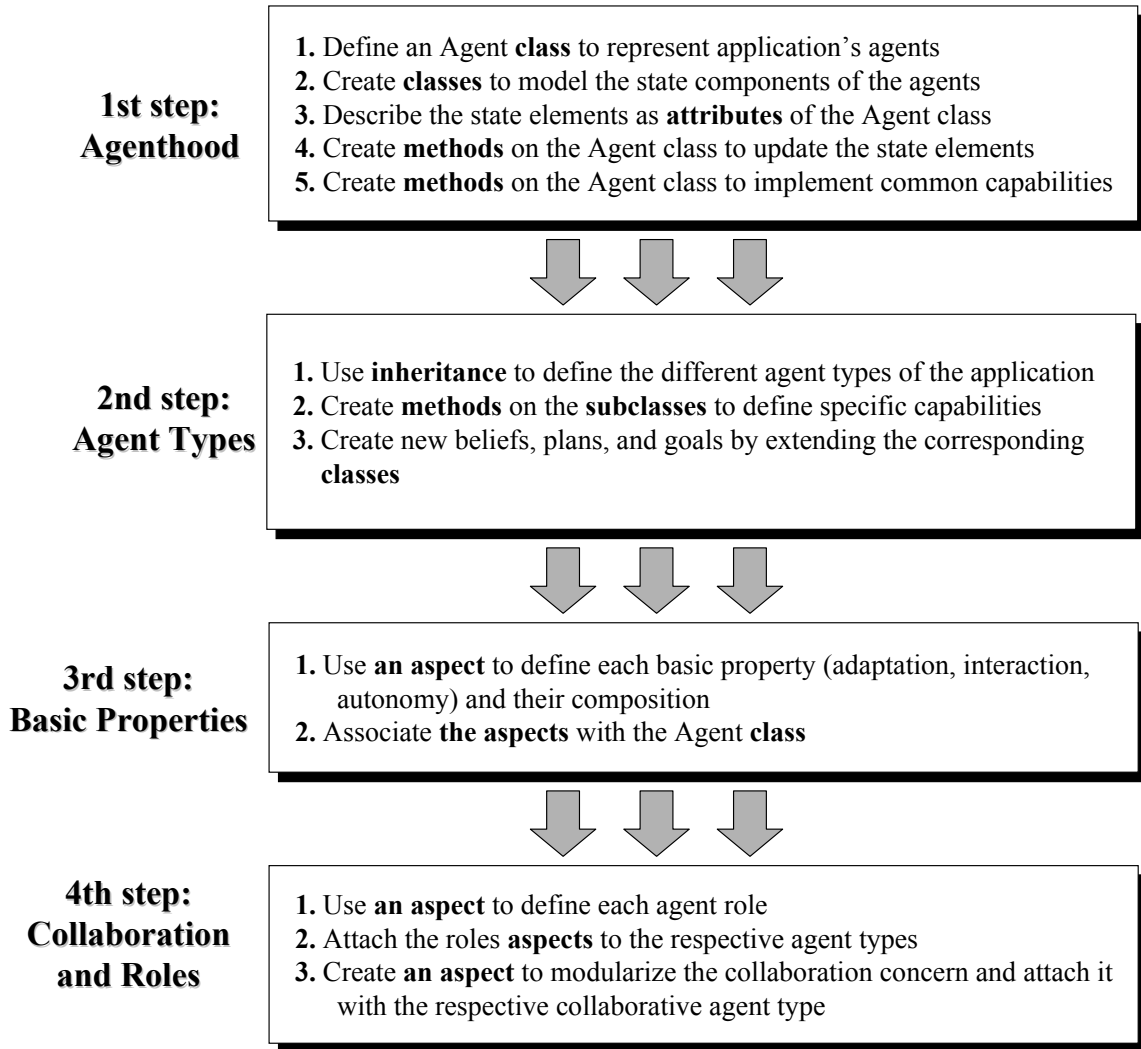 1st step:
Agenthood
1. Define an Agent class to represent application’s agents
2. Create classes to model the state components of the agents
3. Describe the state elements as attributes of the Agent class
4. Create methods on the Agent class to update the state elements
5. Create methods on the Agent class to implement common capabilities
2nd step:
Agent Types
1. Use inheritance to define the different agent types of the application
2. Create methods on the subclasses to define specific capabilities
3. Create new beliefs, plans, and goals by extending the corresponding
classes
3rd step:
Basic Properties
1. Use an aspect to define each basic property (adaptation, interaction,
autonomy) and their composition
2. Associate the aspects with the Agent class
4th step:
Collaboration
and Roles
1. Use an aspect to define each agent role
2. Attach the roles aspects to the respective agent types
3. Create an aspect to modularize the collaboration concern and attach it
with the respective collaborative agent type